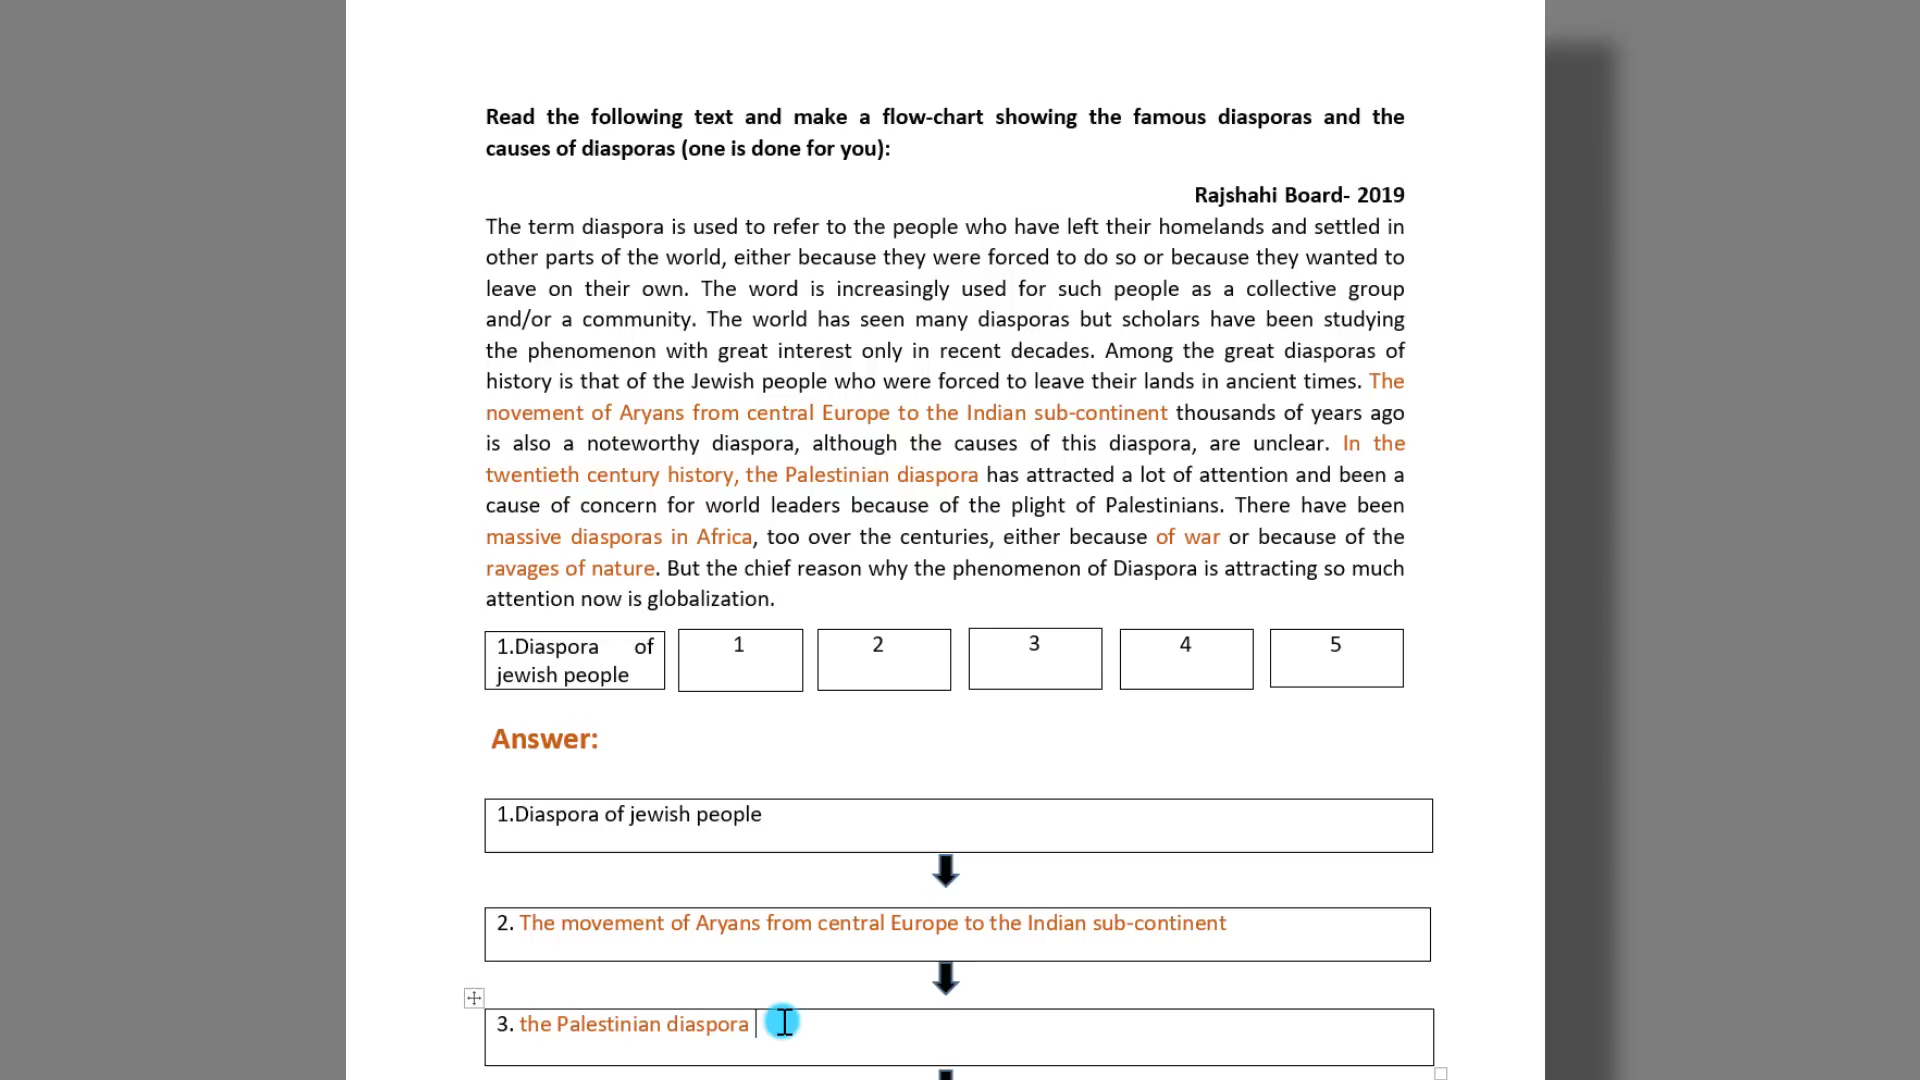 Read the following text and make a flow-chart showing the famous diasporas and the
causes of diasporas (one is done for you):
Rajshahi Board- 2019
The term diaspora is used to refer to the people who have left their homelands and settled in
other parts of the world, either because they were forced to do so or because they wanted to
leave on their own. The word is increasingly used for such people as a collective group
and/or a community. The world has seen many diasporas but scholars have been studying
the phenomenon with great interest only in recent decades. Among the great diasporas of
history is that of the Jewish people who were forced to leave their lands in ancient times. The
movement of Aryans from central Europe to the Indian sub-continent thousands of years ago
is also a noteworthy diaspora, although the causes of this diaspora, are unclear. In the
twentieth century history, the Palestinian diaspora has attracted a lot of attention and been a
cause of concern for world leaders because of the plight of Palestinians. There have been
massive diasporas in Africa, too over the centuries, either because of war or because of the
ravages of nature. But the chief reason why the phenomenon of Diaspora is attracting so much
attention now is globalization.
1.Diaspora of
jewish people
1
2
3
4
5
Answer:
1.Diaspora of jewish people
2. The movement of Aryans from central Europe to the Indian sub-continent
3. the Palestinian diaspora